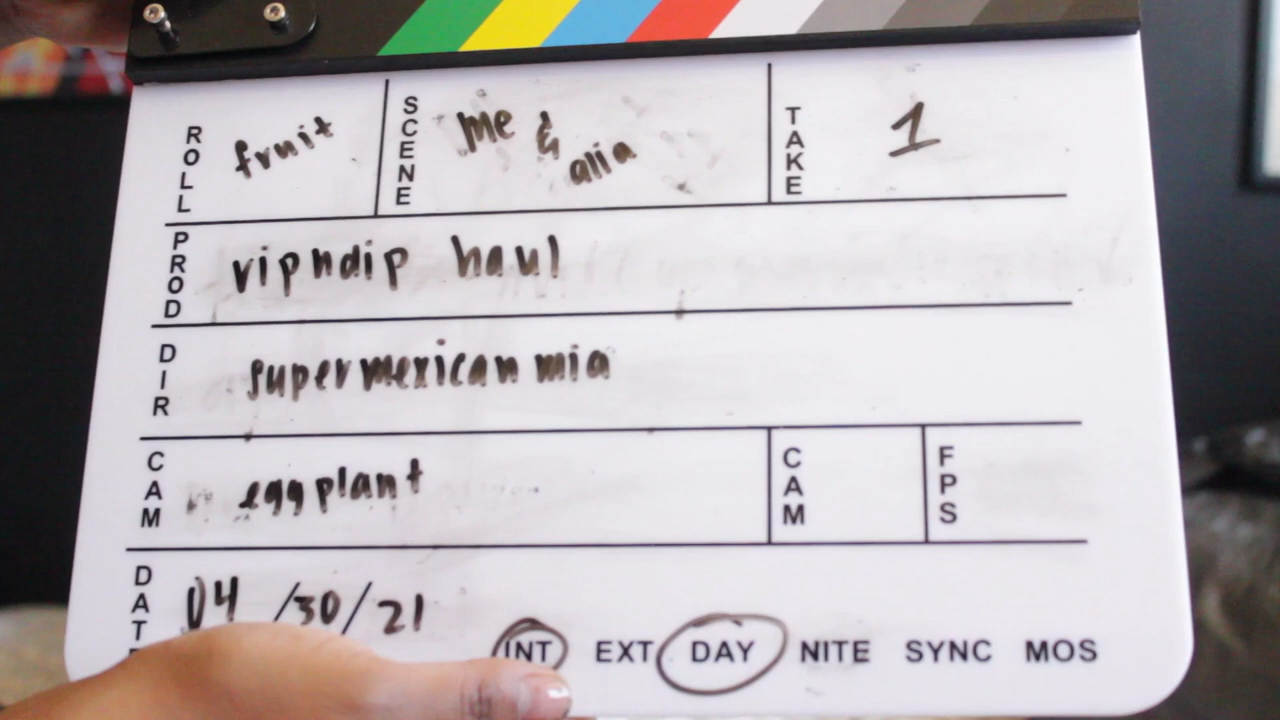 ROLL fruit SCENE me & alia TAKE 1
PROD ripndip haul
DIR supermexican mia
CAM eggplant CAM FPS
DATE 04/30/21
INT EXT DAY NITE SYNC MOS